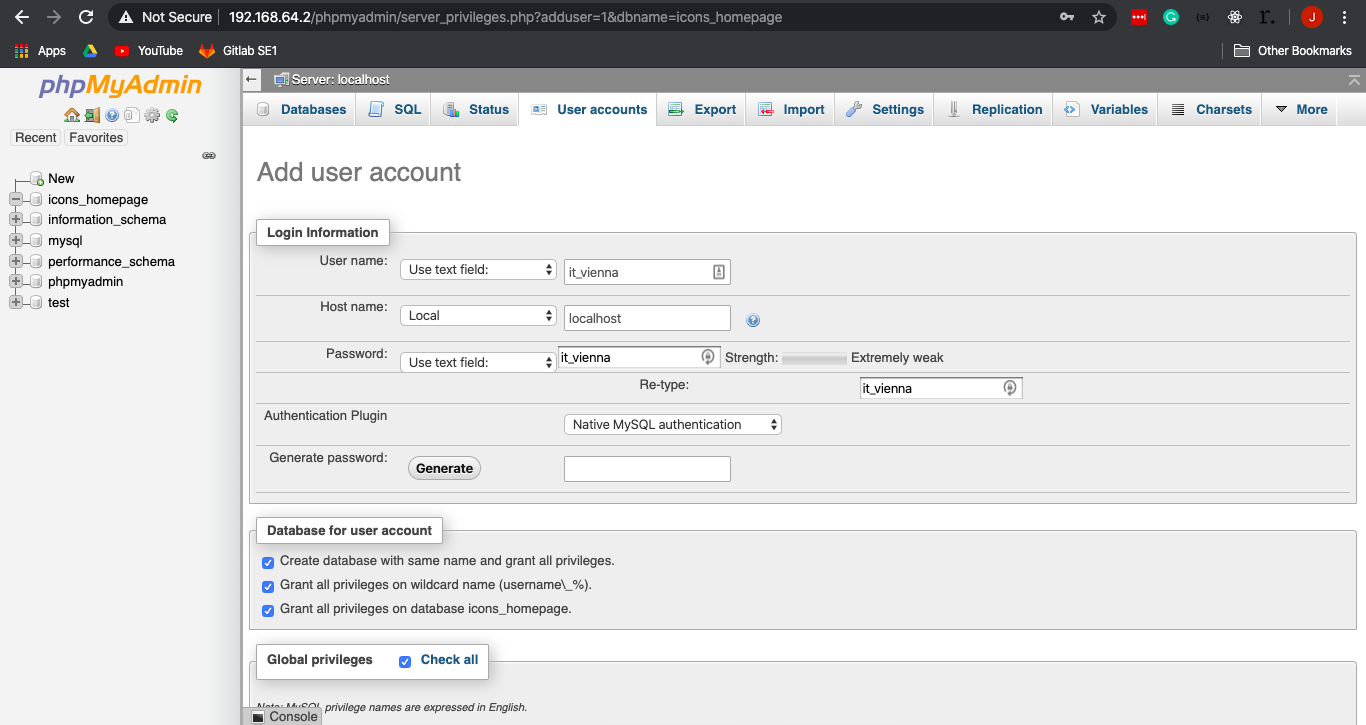 Not Secure 192.168.64.2/phpmyadmin/server_privileges.php?adduser=1&dbname=icons_homepage
Apps YouTube Gitlab SE1 Other Bookmarks
phpMyAdmin
Server: localhost
Databases SQL Status User accounts Export Import Settings Replication Variables Charsets More
Recent Favorites
New
icons_homepage
information_schema
mysql
performance_schema
phpmyadmin
test
Add user account
Login Information
User name: Use text field: it_vienna
Host name: Local localhost
Password: Use text field: it_vienna Strength: Extremely weak
Re-type: it_vienna
Authentication Plugin Native MySQL authentication
Generate password: Generate
Database for user account
Create database with same name and grant all privileges.
Grant all privileges on wildcard name (username\_%).
Grant all privileges on database icons_homepage.
Global privileges Check all
Note: MySQL privilege names are expressed in English.
Console